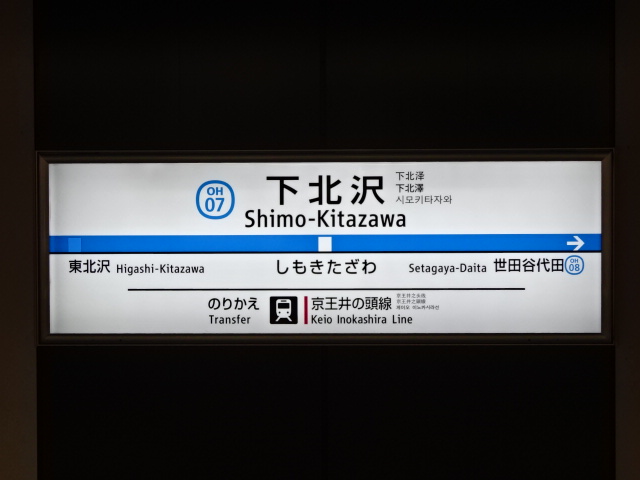 OH
07
下北沢
下北泽
下北澤
시모키타자와
Shimo-Kitazawa
東北沢 Higashi-Kitazawa
しもきたざわ
Setagaya-Daita 世田谷代田 OH 08
のりかえ
Transfer
京王井の頭線
Keio Inokashira Line